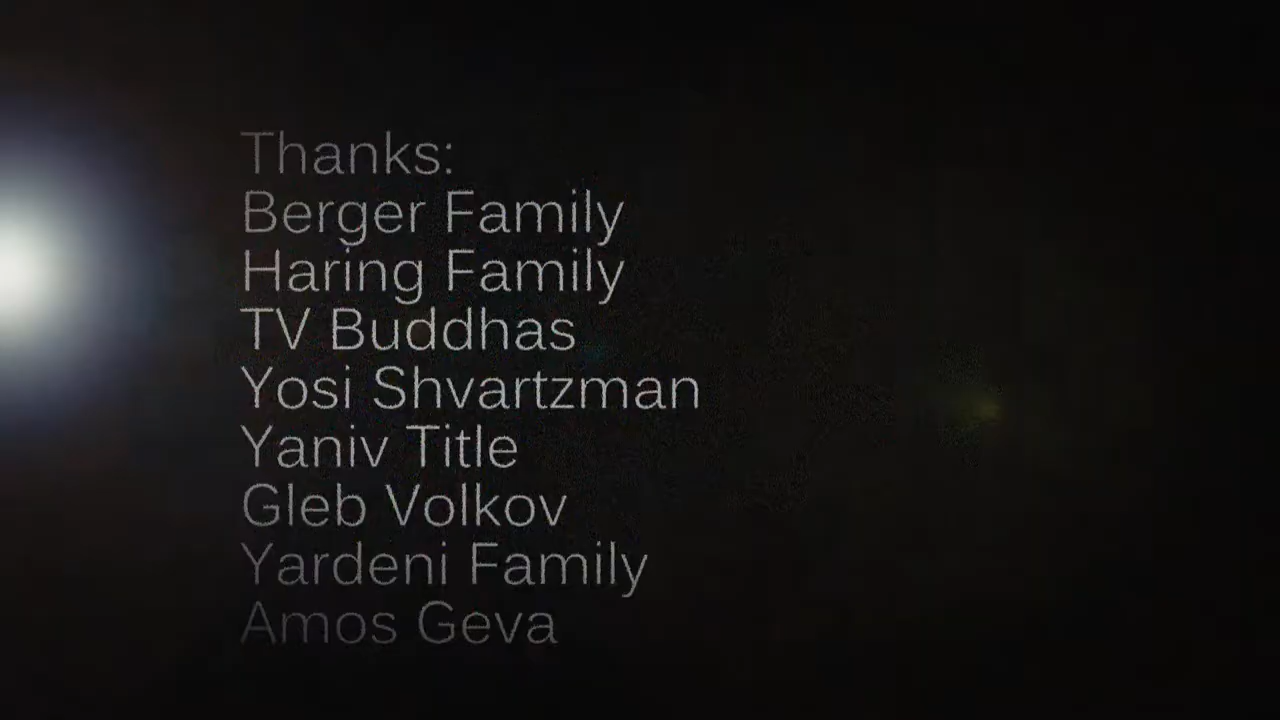 Thanks:
Berger Family
Haring Family
TV Buddhas
Yosi Shvartzman
Yaniv Title
Gleb Volkov
Yardeni Family
Amos Geva